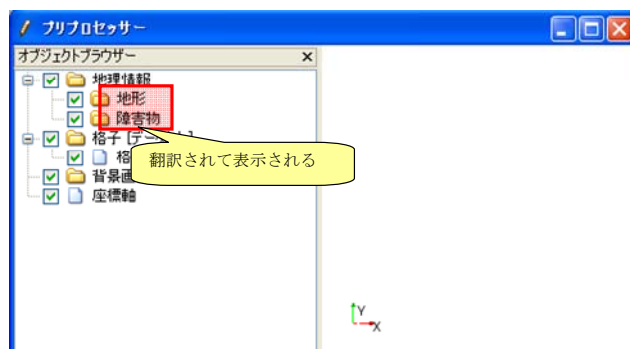 プリプロセッサー
オブジェクトブラウザー
地理情報
地形
障害物
格子
格
背景
座標軸
翻訳されて表示される
Y
X